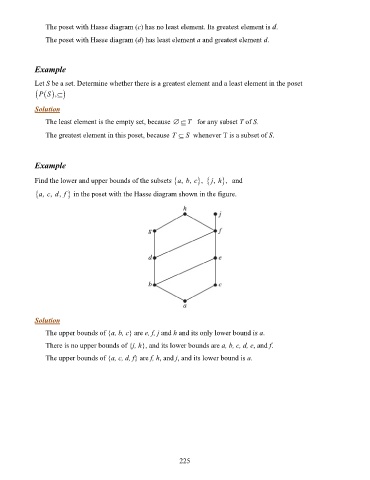 The poset with Hasse diagram (c) has no least element. Its greatest element is d.
The poset with Hasse diagram (d) has least element a and greatest element d.
Example
Let S be a set. Determine whether there is a greatest element and a least element in the poset
(P(S),⊆)
Solution
The least element is the empty set, because ∅ ⊆ T for any subset T of S.
The greatest element in this poset, because T ⊆ S whenever T is a subset of S.
Example
Find the lower and upper bounds of the subsets {a, b, c}, {j, h}, and
{a, c, d, f} in the poset with the Hasse diagram shown in the figure.
h
j
g
f
d
e
b
c
a
Solution
The upper bounds of {a, b, c} are e, f, j and h and its only lower bound is a.
There is no upper bounds of {j, h}, and its lower bounds are a, b, c, d, e, and f.
The upper bounds of {a, c, d, f} are f, h, and j, and its lower bound is a.
225